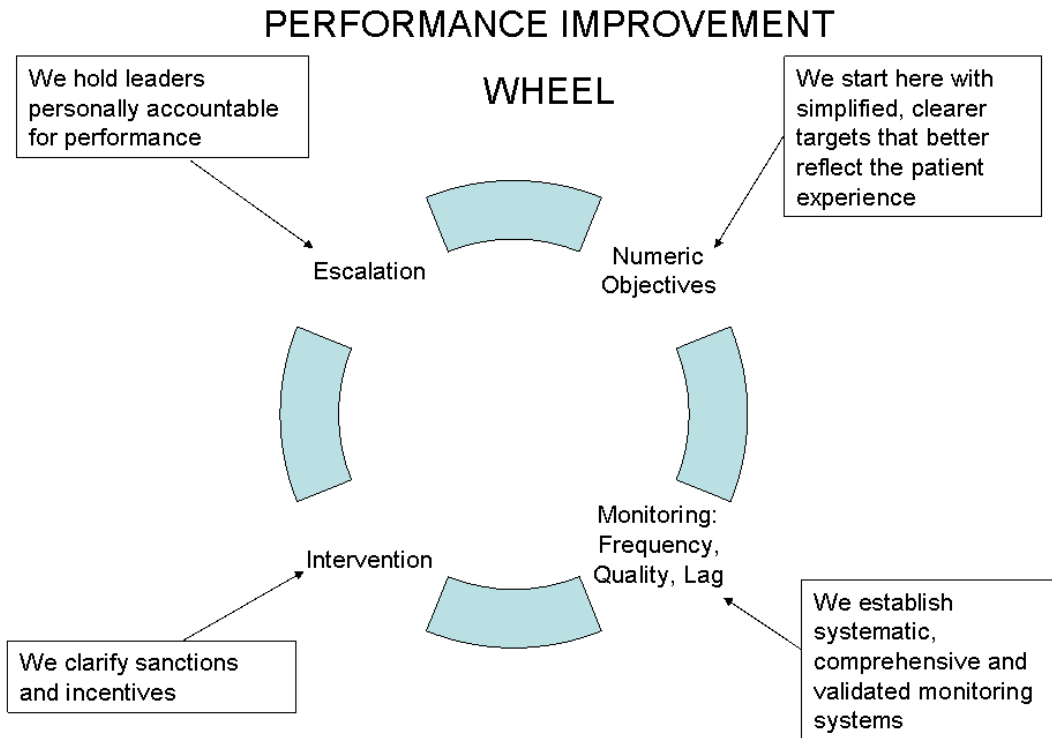 PERFORMANCE IMPROVEMENT
WHEEL
We hold leaders
personally accountable
for performance
We start here with
simplified, clearer
targets that better
reflect the patient
experience
Escalation
Numeric
Objectives
Intervention
Monitoring:
Frequency,
Quality, Lag
We clarify sanctions
and incentives
We establish
systematic,
comprehensive and
validated monitoring
systems